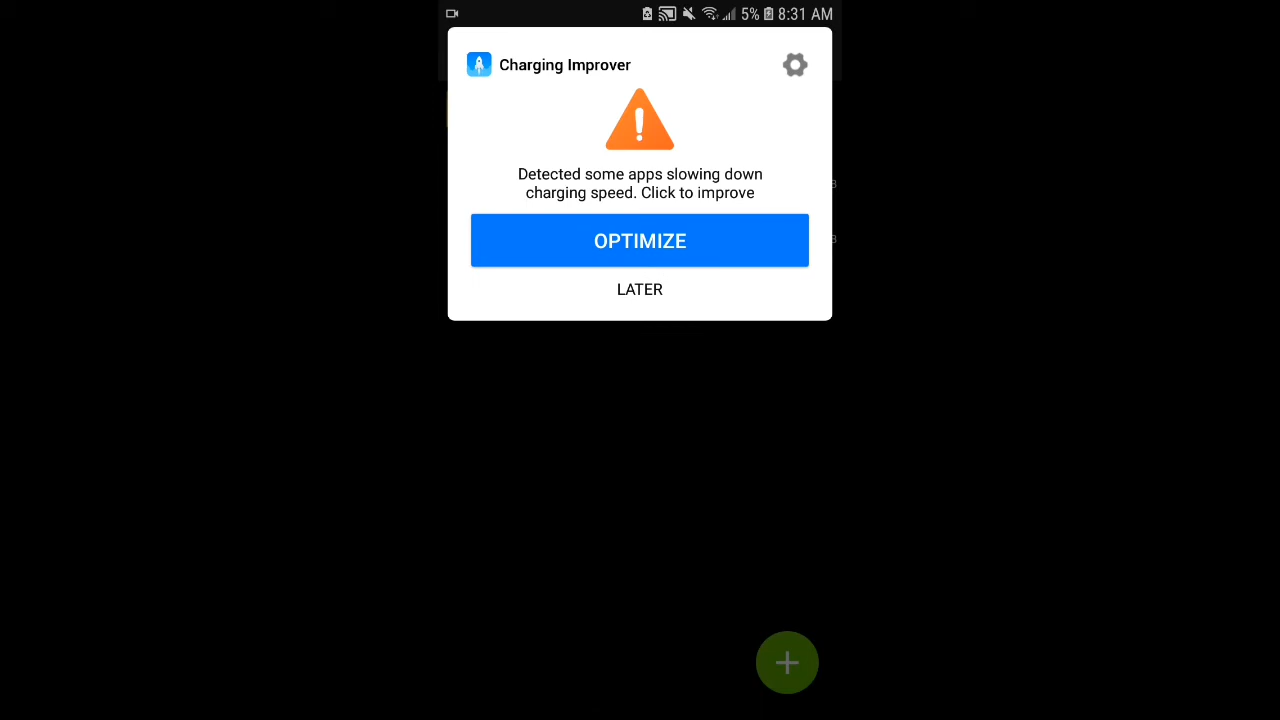 5% 8:31 AM
Charging Improver
Detected some apps slowing down
charging speed. Click to improve
OPTIMIZE
LATER